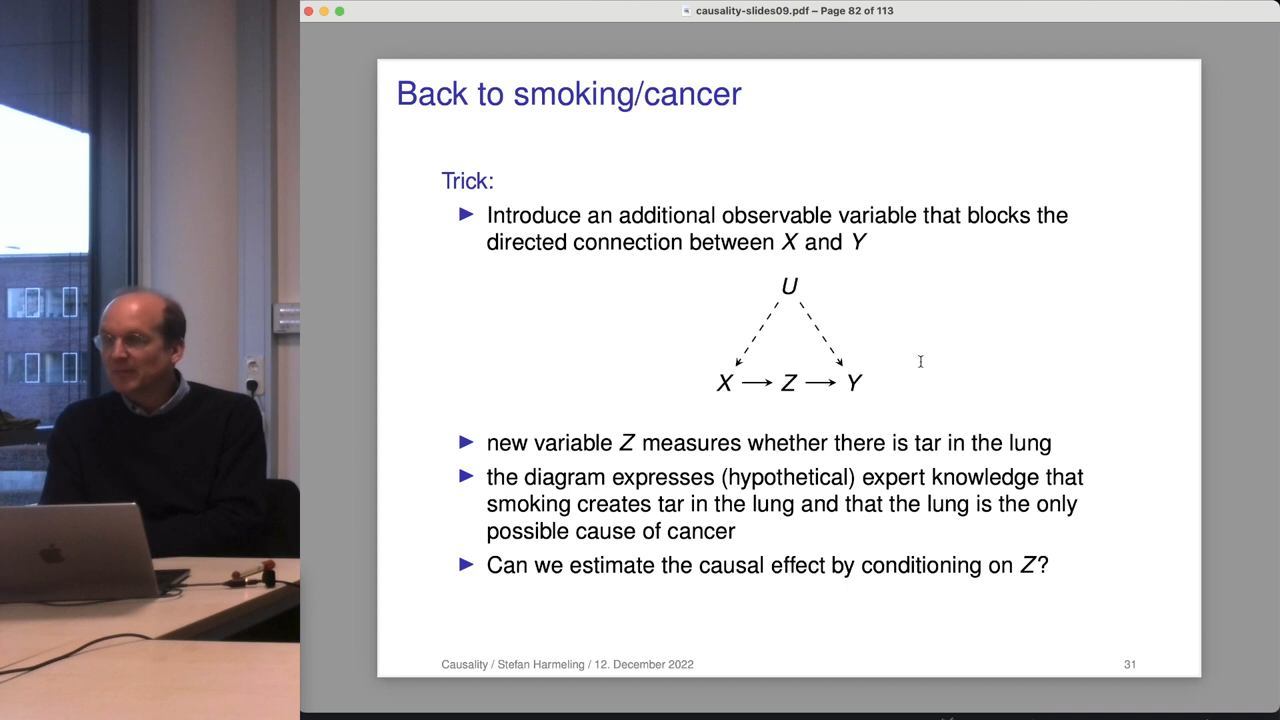 causality-slides09.pdf – Page 82 of 113
Back to smoking/cancer
Trick:
Introduce an additional observable variable that blocks the
directed connection between X and Y
U
X → Z → Y
new variable Z measures whether there is tar in the lung
the diagram expresses (hypothetical) expert knowledge that
smoking creates tar in the lung and that the lung is the only
possible cause of cancer
Can we estimate the causal effect by conditioning on Z?
Causality / Stefan Harmeling / 12. December 2022
31